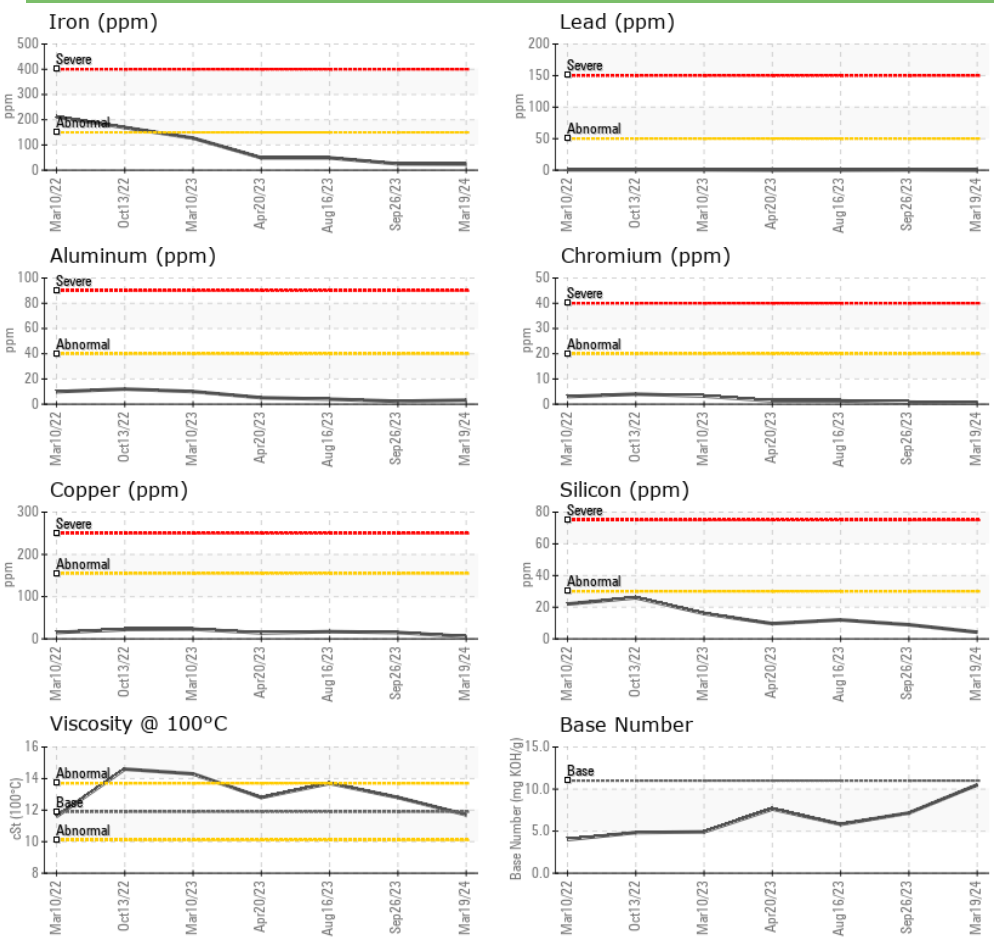 Iron (ppm)
ppm
500
400
300
200
100
0
Severe
Abnormal
Mar10/22
Oct13/22
Mar10/23
Apr20/23
Aug16/23
Sep26/23
Mar19/24
Lead (ppm)
ppm
200
150
100
50
0
Severe
Abnormal
Mar10/22
Oct13/22
Mar10/23
Apr20/23
Aug16/23
Sep26/23
Mar19/24
Aluminum (ppm)
ppm
100
80
60
40
20
0
Severe
Abnormal
Mar10/22
Oct13/22
Mar10/23
Apr20/23
Aug16/23
Sep26/23
Mar19/24
Chromium (ppm)
ppm
50
40
30
20
10
0
Severe
Abnormal
Mar10/22
Oct13/22
Mar10/23
Apr20/23
Aug16/23
Sep26/23
Mar19/24
Copper (ppm)
ppm
300
200
100
0
Severe
Abnormal
Mar10/22
Oct13/22
Mar10/23
Apr20/23
Aug16/23
Sep26/23
Mar19/24
Silicon (ppm)
ppm
80
60
40
20
0
Severe
Abnormal
Mar10/22
Oct13/22
Mar10/23
Apr20/23
Aug16/23
Sep26/23
Mar19/24
Viscosity @ 100°C
cSt (100°C)
16
14
12
10
8
Abnormal
Base
Abnormal
Mar10/22
Oct13/22
Mar10/23
Apr20/23
Aug16/23
Sep26/23
Mar19/24
Base Number
Base Number (mg KOH/g)
15.0
10.0
5.0
0.0
Base
Mar10/22
Oct13/22
Mar10/23
Apr20/23
Aug16/23
Sep26/23
Mar19/24